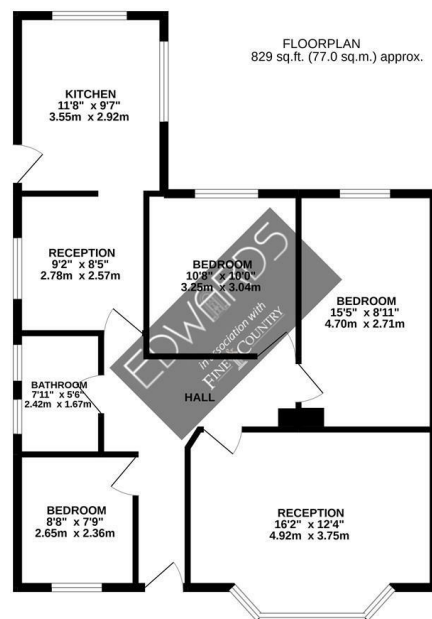 FLOORPLAN
829 sq.ft. (77.0 sq.m.) approx.
KITCHEN
11'8" x 9'7"
3.55m x 2.92m
RECEPTION
9'2" x 8'5"
2.78m x 2.57m
BEDROOM
10'8" x 10'0"
3.25m x 3.04m
BEDROOM
15'5" x 8'11"
4.70m x 2.71m
EDWARDS
in association with
FINE & COUNTRY
BATHROOM
7'11" x 5'6"
2.42m x 1.67m
HALL
BEDROOM
8'8" x 7'9"
2.65m x 2.36m
RECEPTION
16'2" x 12'4"
4.92m x 3.75m